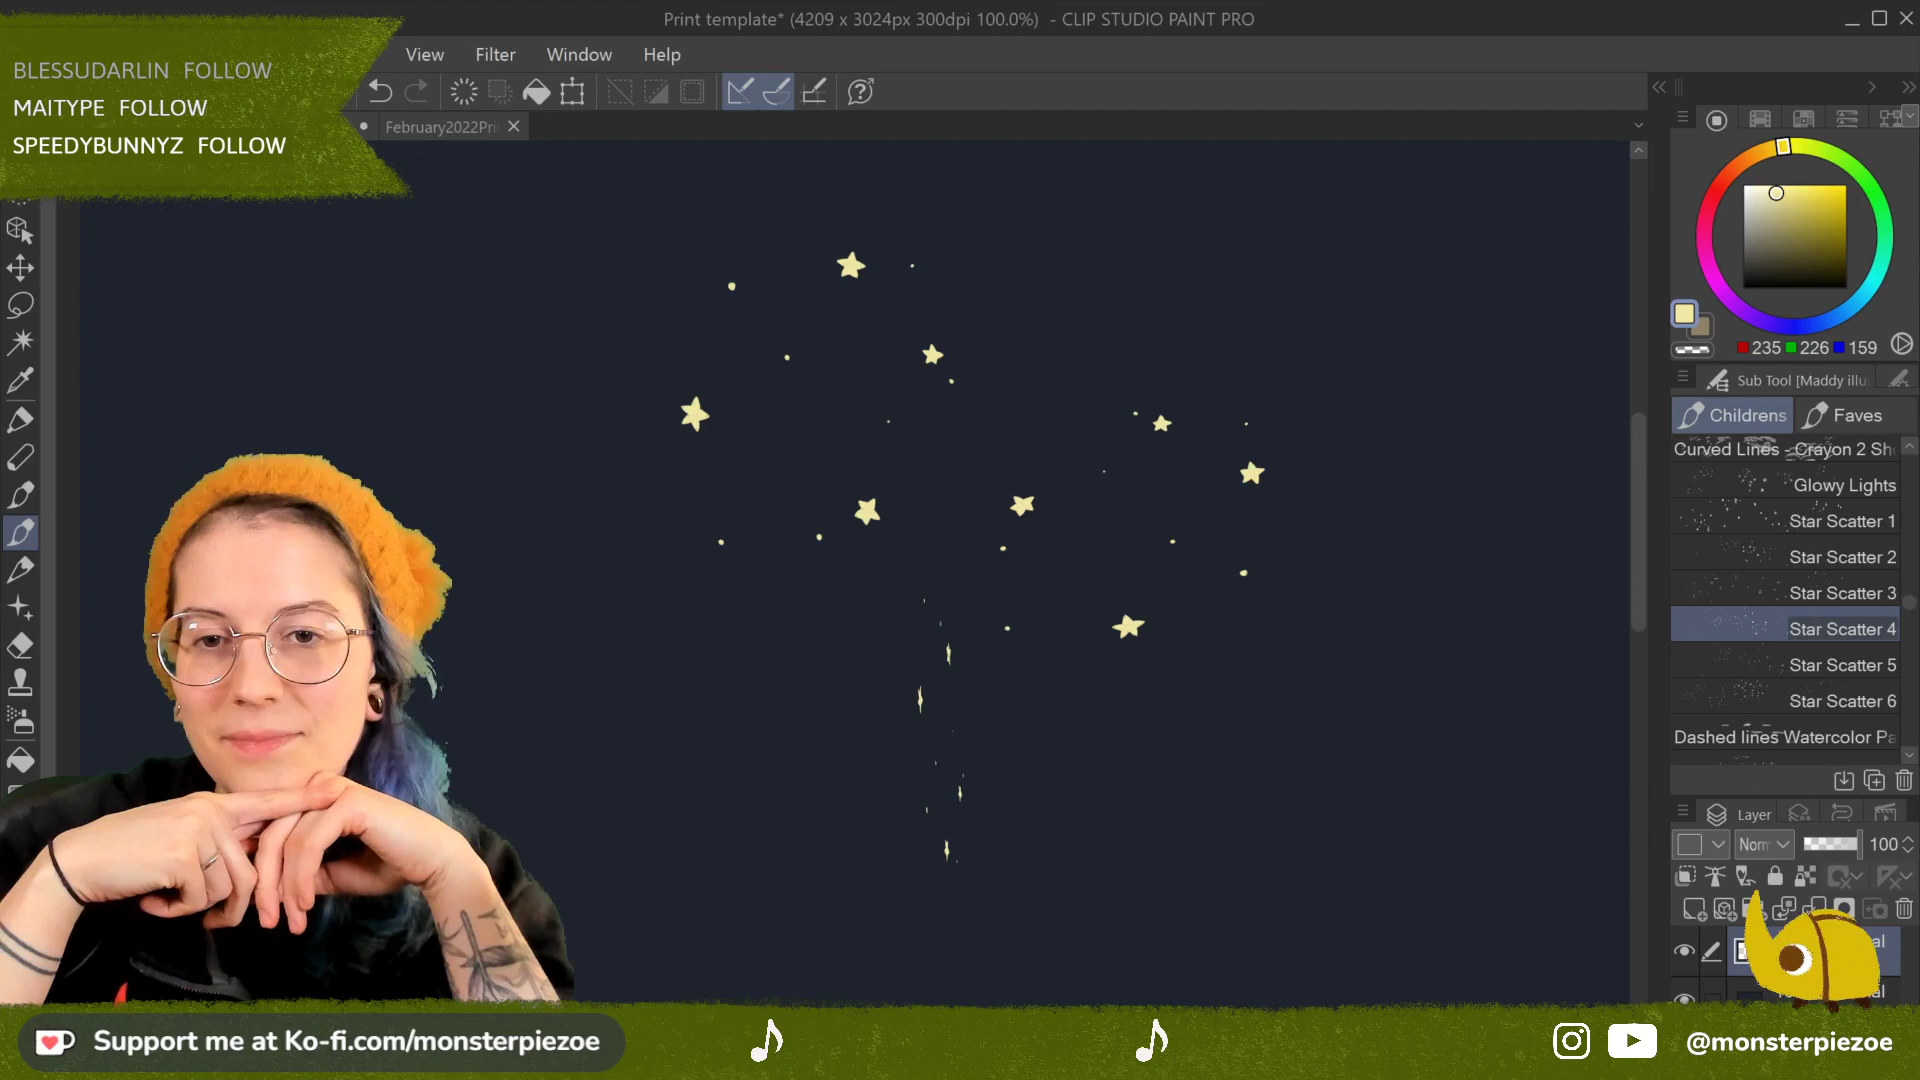 Print template* (4209 x 3024px 300dpi 100.0%) - CLIP STUDIO PAINT PRO
BLESSUDARLIN FOLLOW
MAITYPE FOLLOW
SPEEDYBUNNYZ FOLLOW
View Filter Window Help
February2022Pri
235 226 159
Sub Tool [Maddy illu
Childrens Faves
Curved Lines - Crayon 2 Sh
Glowy Lights
Star Scatter 1
Star Scatter 2
Star Scatter 3
Star Scatter 4
Star Scatter 5
Star Scatter 6
Dashed lines Watercolor Pa
Layer
Norm 100
al
al
Support me at Ko-fi.com/monsterpiezoe
@monsterpiezoe